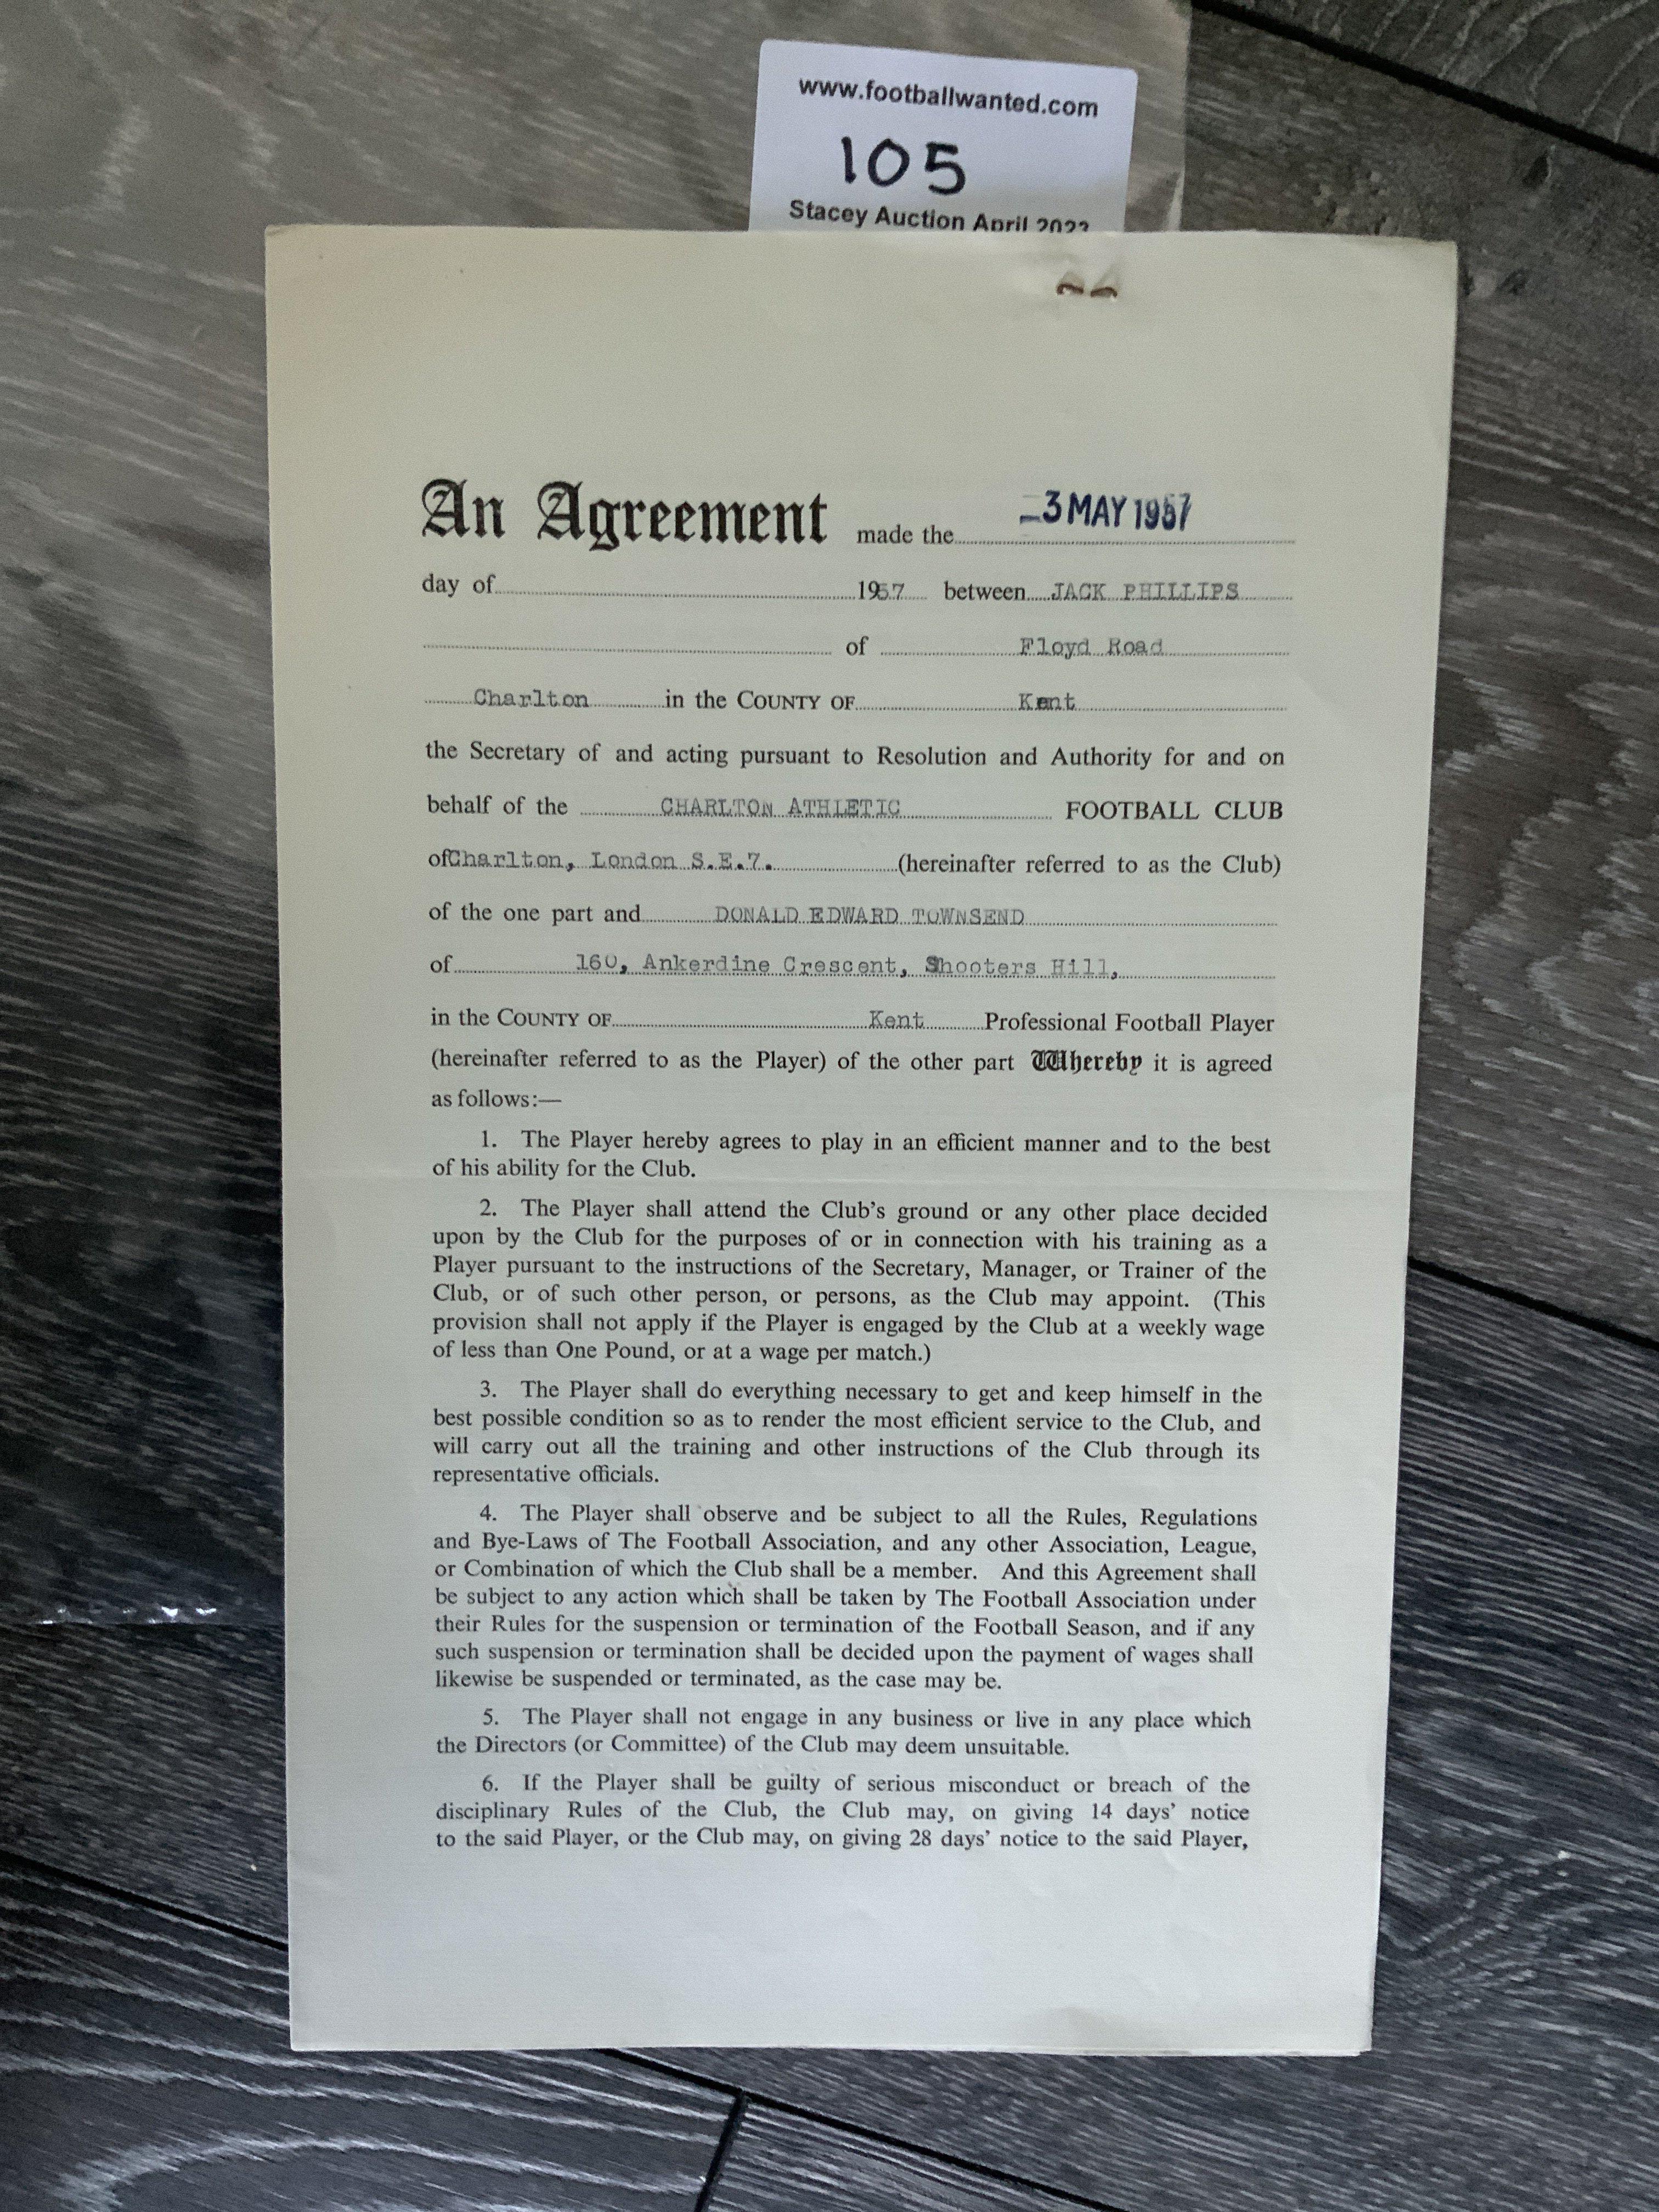 www.footballwanted.com
105
Stacey Auction April 2023
An Agreement made the -3 MAY 1957
day of 1957 between JACK PHILLIPS
of Floyd Road
Charlton in the COUNTY OF Kent
the Secretary of and acting pursuant to Resolution and Authority for and on
behalf of the CHARLTON ATHLETIC FOOTBALL CLUB
of Charlton, London S.E.7. (hereinafter referred to as the Club)
of the one part and DONALD EDWARD TOWNSEND
of 160, Ankerdine Crescent, Shooters Hill,
in the COUNTY OF Kent Professional Football Player
(hereinafter referred to as the Player) of the other part Whereby it is agreed
as follows:—
1. The Player hereby agrees to play in an efficient manner and to the best
of his ability for the Club.
2. The Player shall attend the Club's ground or any other place decided
upon by the Club for the purposes of or in connection with his training as a
Player pursuant to the instructions of the Secretary, Manager, or Trainer of the
Club, or of such other person, or persons, as the Club may appoint. (This
provision shall not apply if the Player is engaged by the Club at a weekly wage
of less than One Pound, or at a wage per match.)
3. The Player shall do everything necessary to get and keep himself in the
best possible condition so as to render the most efficient service to the Club, and
will carry out all the training and other instructions of the Club through its
representative officials.
4. The Player shall observe and be subject to all the Rules, Regulations
and Bye-Laws of The Football Association, and any other Association, League,
or Combination of which the Club shall be a member. And this Agreement shall
be subject to any action which shall be taken by The Football Association under
their Rules for the suspension or termination of the Football Season, and if any
such suspension or termination shall be decided upon the payment of wages shall
likewise be suspended or terminated, as the case may be.
5. The Player shall not engage in any business or live in any place which
the Directors (or Committee) of the Club may deem unsuitable.
6. If the Player shall be guilty of serious misconduct or breach of the
disciplinary Rules of the Club, the Club may, on giving 14 days' notice
to the said Player, or the Club may, on giving 28 days' notice to the said Player,